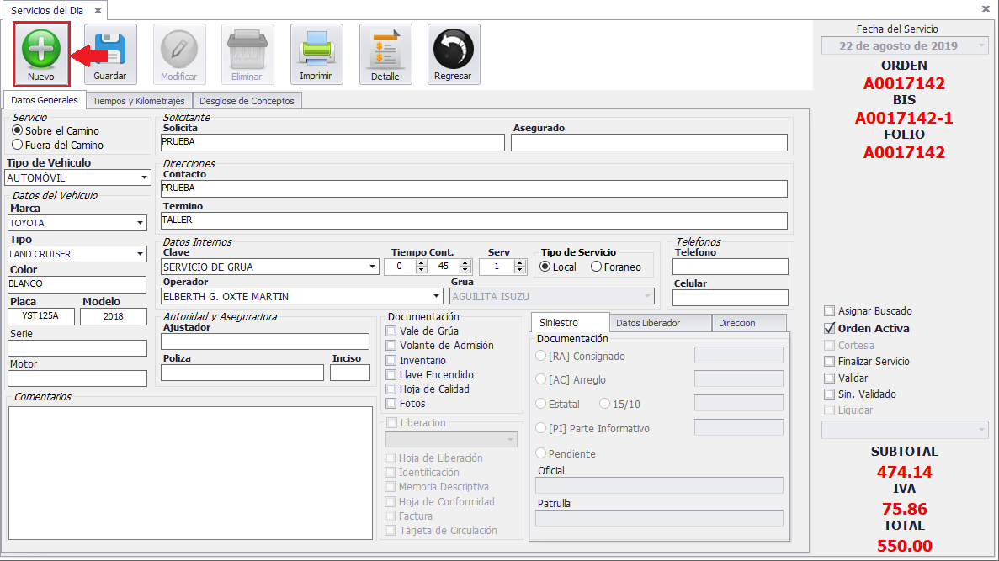 Servicios del Dia
Nuevo
Guardar
Modificar
Eliminar
Imprimir
Detalle
Regresar
Datos Generales
Tiempos y Kilometrajes
Desglose de Conceptos
Servicio
Sobre el Camino
Fuera del Camino
Tipo de Vehiculo
AUTOMÓVIL
Datos del Vehiculo
Marca
TOYOTA
Tipo
LAND CRUISER
Color
BLANCO
Placa
Modelo
YST125A
2018
Serie
Motor
Solicitante
Solicita
Asegurado
PRUEBA
Direcciones
Contacto
PRUEBA
Termino
TALLER
Datos Internos
Clave
Tiempo Cont.
Serv
SERVICIO DE GRUA
0
45
1
Tipo de Servicio
Local
Foraneo
Operador
Grua
ELBERTH G. OXTE MARTIN
AGUILITA ISUZU
Telefonos
Telefono
Celular
Autoridad y Aseguradora
Ajustador
Poliza
Inciso
Comentarios
Documentación
Vale de Grúa
Volante de Admisión
Inventario
Llave Encendido
Hoja de Calidad
Fotos
Liberacion
Hoja de Liberación
Identificación
Memoria Descriptiva
Hoja de Conformidad
Factura
Tarjeta de Circulación
Siniestro
Datos Liberador
Direccion
Documentación
[RA] Consignado
[AC] Arreglo
Estatal
15/10
[PI] Parte Informativo
Pendiente
Oficial
Patrulla
Fecha del Servicio
22 de agosto de 2019
ORDEN
A0017142
BIS
A0017142-1
FOLIO
A0017142
Asignar Buscado
Orden Activa
Cortesía
Finalizar Servicio
Validar
Sin. Validado
Liquidar
SUBTOTAL
474.14
IVA
75.86
TOTAL
550.00